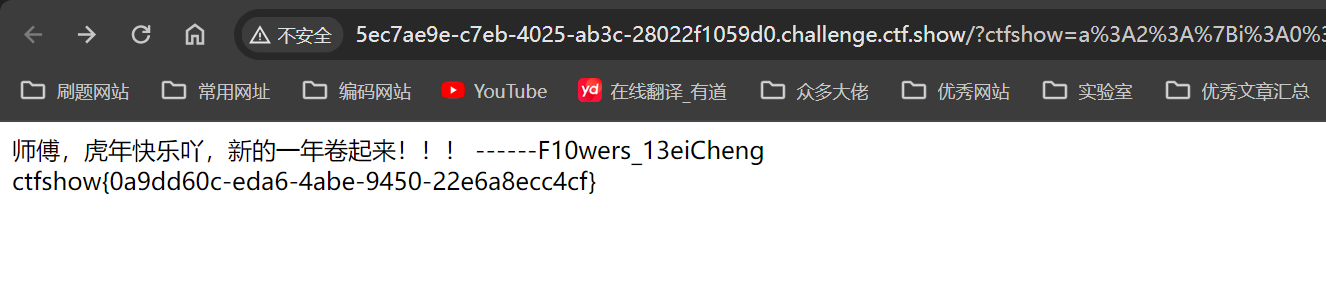 不安全 5ec7ae9e-c7eb-4025-ab3c-28022f1059d0.challenge.ctf.show/?ctfshow=a%3A2%3A%7Bi%3A0%3
刷题网站 常用网址 编码网站 YouTube yd 在线翻译_有道 众多大佬 优秀网站 实验室 优秀文章汇总
师傅，虎年快乐吖，新的一年卷起来！！！ ------F10wers_13eiCheng
ctfshow{0a9dd60c-eda6-4abe-9450-22e6a8ecc4cf}